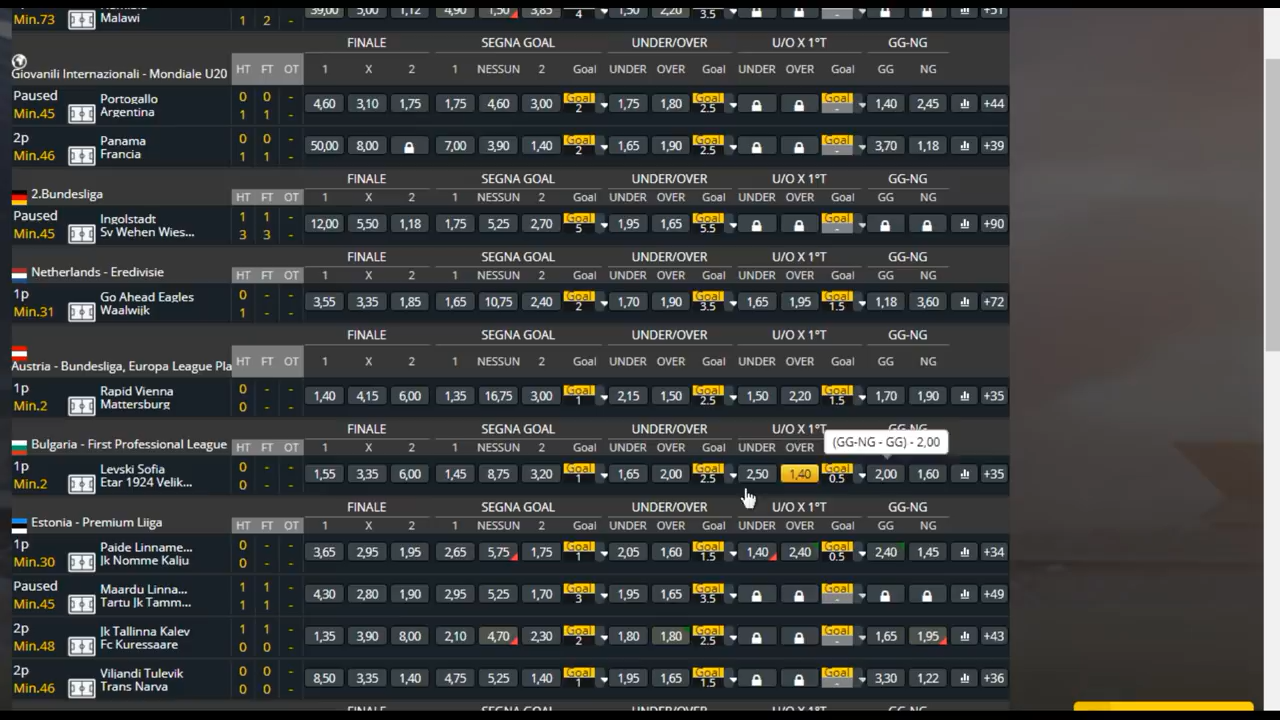 Min.73 Malawi 1 2 39,00 5,00 1,12 4,90 1,50 3,85 4 1,50 2,20 3.5 - +51
FINALE SEGNA GOAL UNDER/OVER U/O X 1°T GG-NG
Giovanili Internazionali - Mondiale U20 HT FT OT 1 X 2 1 NESSUN 2 Goal UNDER OVER Goal UNDER OVER Goal GG NG
Paused Portogallo 0 0 - 4,60 3,10 1,75 1,75 4,60 3,00 Goal 1,75 1,80 Goal Goal 1,40 2,45 +44
Min.45 Argentina 1 1 2 2.5 -
2p Panama 0 0 - 50,00 8,00 7,00 3,90 1,40 Goal 1,65 1,90 Goal Goal 3,70 1,18 +39
Min.46 Francia 1 1 2 2.5 -
FINALE SEGNA GOAL UNDER/OVER U/O X 1°T GG-NG
2.Bundesliga HT FT OT 1 X 2 1 NESSUN 2 Goal UNDER OVER Goal UNDER OVER Goal GG NG
Paused Ingolstadt 1 1 - 12,00 5,50 1,18 1,75 5,25 2,70 Goal 1,95 1,65 Goal Goal +90
Min.45 Sv Wehen Wies... 3 3 5 5.5 -
FINALE SEGNA GOAL UNDER/OVER U/O X 1°T GG-NG
Netherlands - Eredivisie HT FT OT 1 X 2 1 NESSUN 2 Goal UNDER OVER Goal UNDER OVER Goal GG NG
1p Go Ahead Eagles 0 - - 3,55 3,35 1,85 1,65 10,75 2,40 Goal 1,70 1,90 Goal 1,65 1,95 Goal 1,18 3,60 +72
Min.31 Waalwijk 1 - 2 3.5 1.5
FINALE SEGNA GOAL UNDER/OVER U/O X 1°T GG-NG
Austria - Bundesliga, Europa League Pla HT FT OT 1 X 2 1 NESSUN 2 Goal UNDER OVER Goal UNDER OVER Goal GG NG
1p Rapid Vienna 0 - - 1,40 4,15 6,00 1,35 16,75 3,00 Goal 2,15 1,50 Goal 1,50 2,20 Goal 1,70 1,90 +35
Min.2 Mattersburg 0 - 1 2.5 1.5
FINALE SEGNA GOAL UNDER/OVER U/O X 1°T GG-NG
Bulgaria - First Professional League HT FT OT 1 X 2 1 NESSUN 2 Goal UNDER OVER Goal UNDER OVER (GG-NG - GG) - 2,00
1p Levski Sofia 0 - - 1,55 3,35 6,00 1,45 8,75 3,20 Goal 1,65 2,00 Goal 2,50 1,40 Goal 2,00 1,60 +35
Min.2 Etar 1924 Velik... 0 - 1 2.5 0.5
FINALE SEGNA GOAL UNDER/OVER U/O X 1°T GG-NG
Estonia - Premium Liiga HT FT OT 1 X 2 1 NESSUN 2 Goal UNDER OVER Goal UNDER OVER Goal GG NG
1p Paide Linname... 0 - - 3,65 2,95 1,95 2,65 5,75 1,75 Goal 2,05 1,60 Goal 1,40 2,40 Goal 2,40 1,45 +34
Min.30 Jk Nomme Kalju 0 - 1 1.5 0.5
Paused Maardu Linna... 1 1 - 4,30 2,80 1,90 2,95 5,25 1,70 Goal 1,95 1,65 Goal Goal +49
Min.45 Tartu Jk Tamm... 1 1 3 3.5 -
2p Jk Tallinna Kalev 1 1 - 1,35 3,90 8,00 2,10 4,70 2,30 Goal 1,80 1,80 Goal Goal 1,65 1,95 +43
Min.48 Fc Kuressaare 0 0 2 2.5 -
2p Viljandi Tulevik 0 0 - 8,50 3,35 1,40 4,75 5,25 1,40 Goal 1,95 1,65 Goal Goal 3,30 1,22 +36
Min.46 Trans Narva 0 0 1 1.5 -